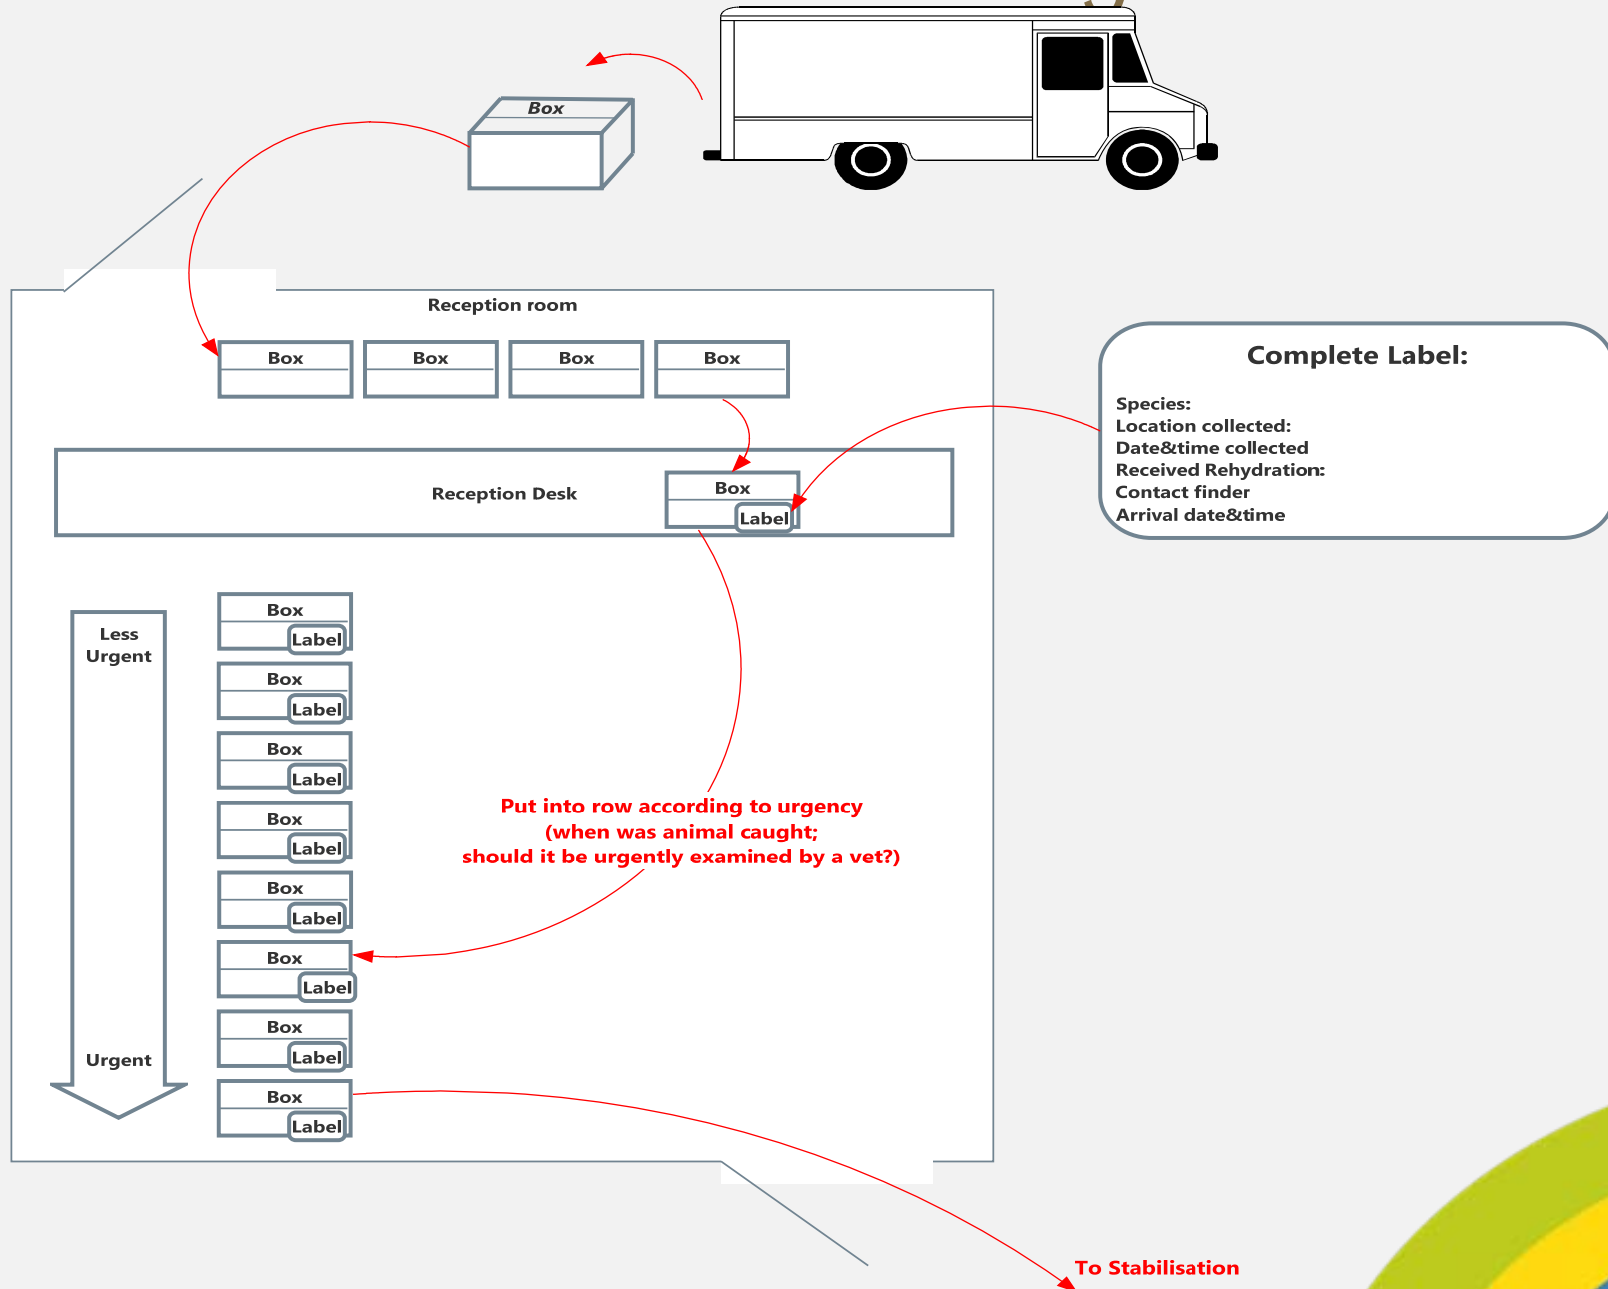 Box
Reception room
Box
Box
Box
Box
Complete Label:
Species:
Location collected:
Date&time collected
Received Rehydration:
Contact finder
Arrival date&time
Reception Desk
Box
Label
Less
Urgent
Box
Label
Box
Label
Box
Label
Box
Label
Put into row according to urgency
(when was animal caught;
should it be urgently examined by a vet?)
Box
Label
Box
Label
Box
Label
Urgent
Box
Label
To Stabilisation